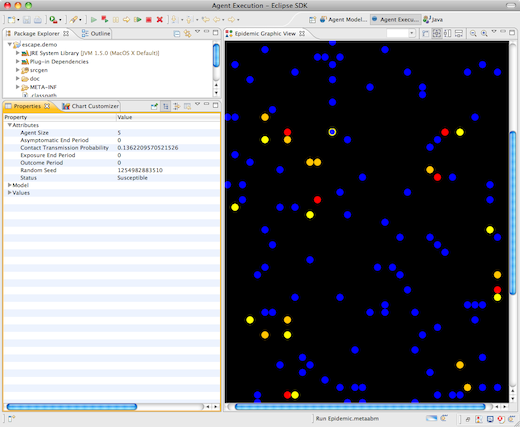 Agent Execution – Eclipse SDK
Agent Model...
Agent Execu...
Java
Package Explorer
Outline
escape.demo
JRE System Library [JVM 1.5.0 (MacOS X Default)]
Plug-in Dependencies
srcgen
doc
META-INF
.classpath
Properties
Chart Customizer
Property Value
Attributes
Agent Size 5
Asymptomatic End Period 0
Contact Transmission Probability 0.1362209570521526
Exposure End Period 0
Outcome Period 0
Random Seed 1254982883510
Status Susceptible
Model
Values
Epidemic Graphic View
Run Epidemic.metaabm